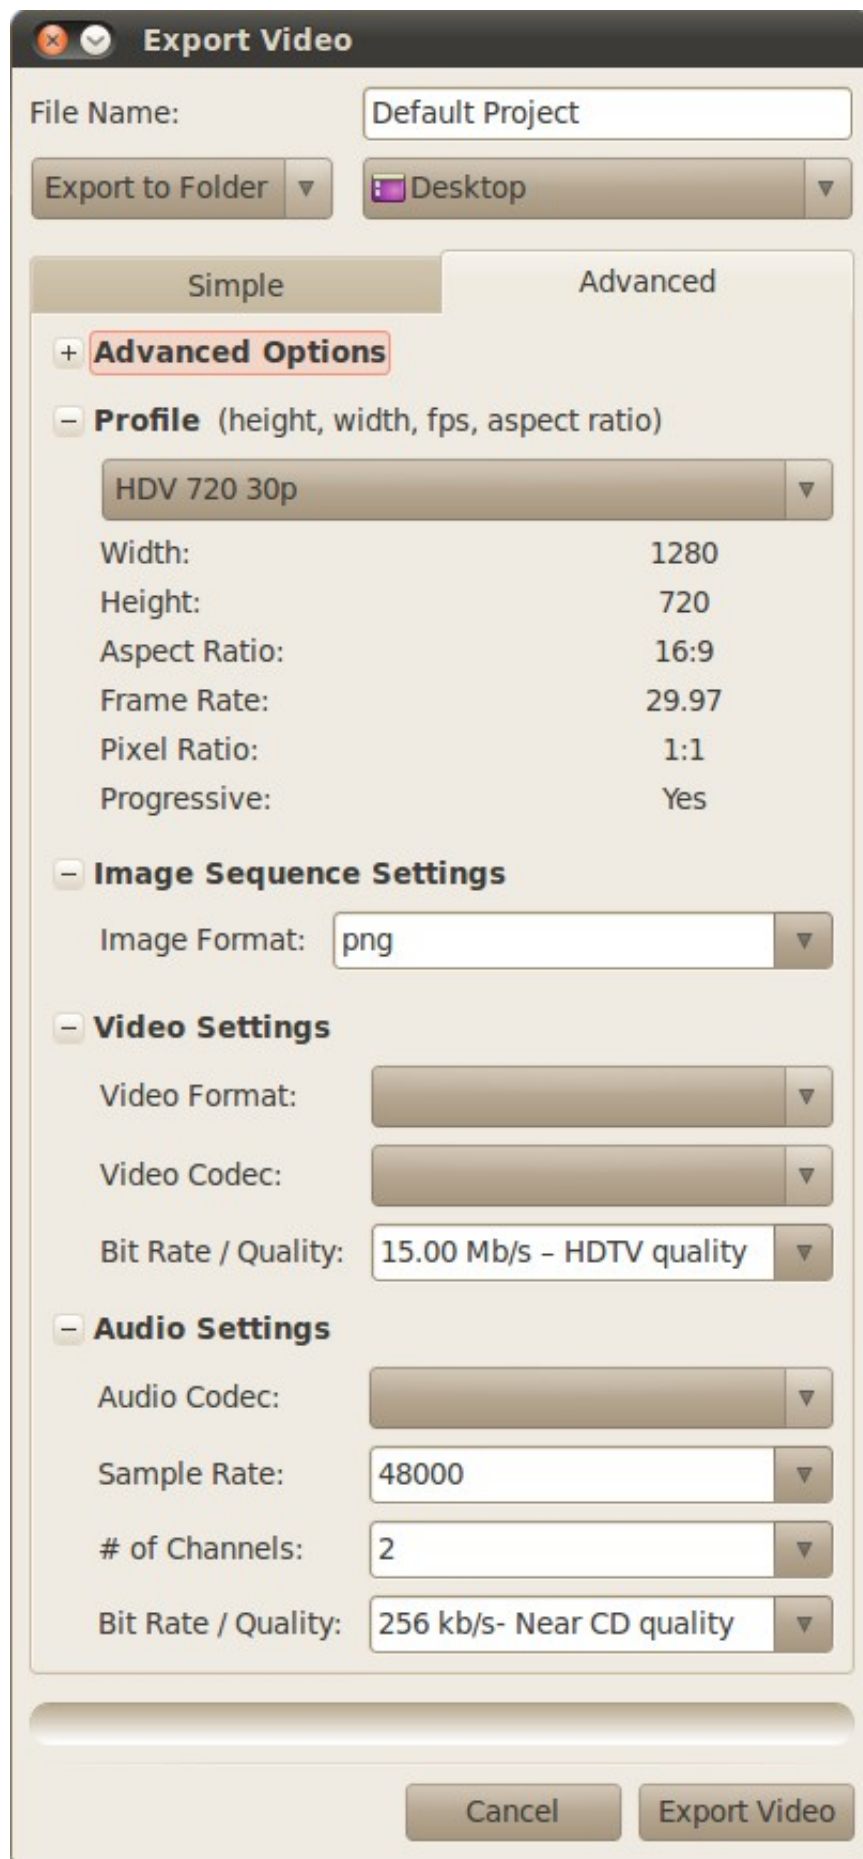 Export Video
File Name: Default Project
Export to Folder Desktop
Simple Advanced
+ Advanced Options
− Profile (height, width, fps, aspect ratio)
HDV 720 30p
Width: 1280
Height: 720
Aspect Ratio: 16:9
Frame Rate: 29.97
Pixel Ratio: 1:1
Progressive: Yes
− Image Sequence Settings
Image Format: png
− Video Settings
Video Format:
Video Codec:
Bit Rate / Quality: 15.00 Mb/s – HDTV quality
− Audio Settings
Audio Codec:
Sample Rate: 48000
# of Channels: 2
Bit Rate / Quality: 256 kb/s- Near CD quality
Cancel Export Video